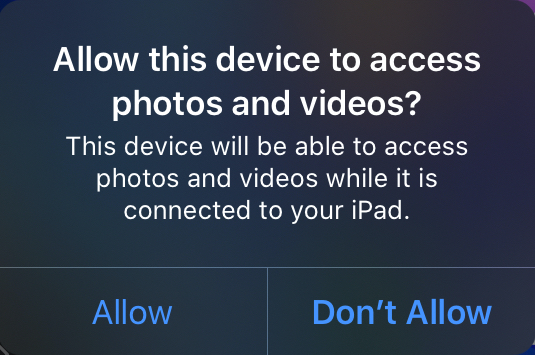 Allow this device to access
photos and videos?
This device will be able to access
photos and videos while it is
connected to your iPad.
Allow
Don’t Allow